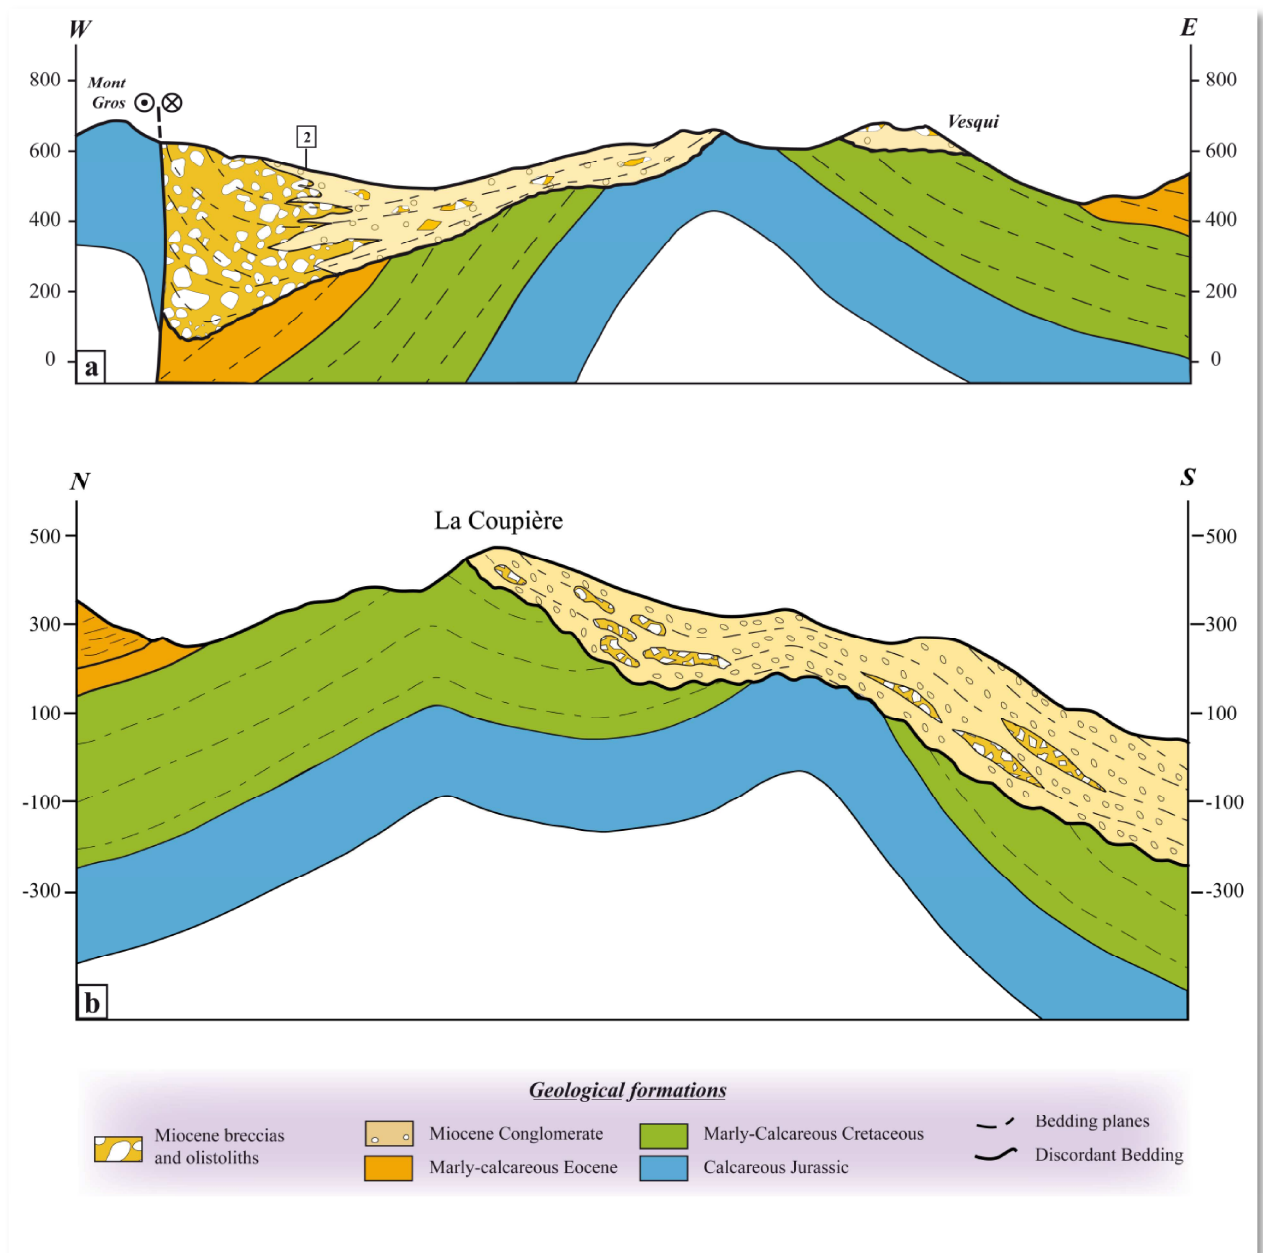 W
E
Mont
Gros
800
600
400
200
0
2
Vesqui
800
600
400
200
0
a
N
S
La Coupière
500
300
100
-100
-300
500
300
100
-100
-300
b
Geological formations
Miocene breccias
and olistoliths
Miocene Conglomerate
Marly-calcareous Eocene
Marly-Calcareous Cretaceous
Calcareous Jurassic
Bedding planes
Discordant Bedding